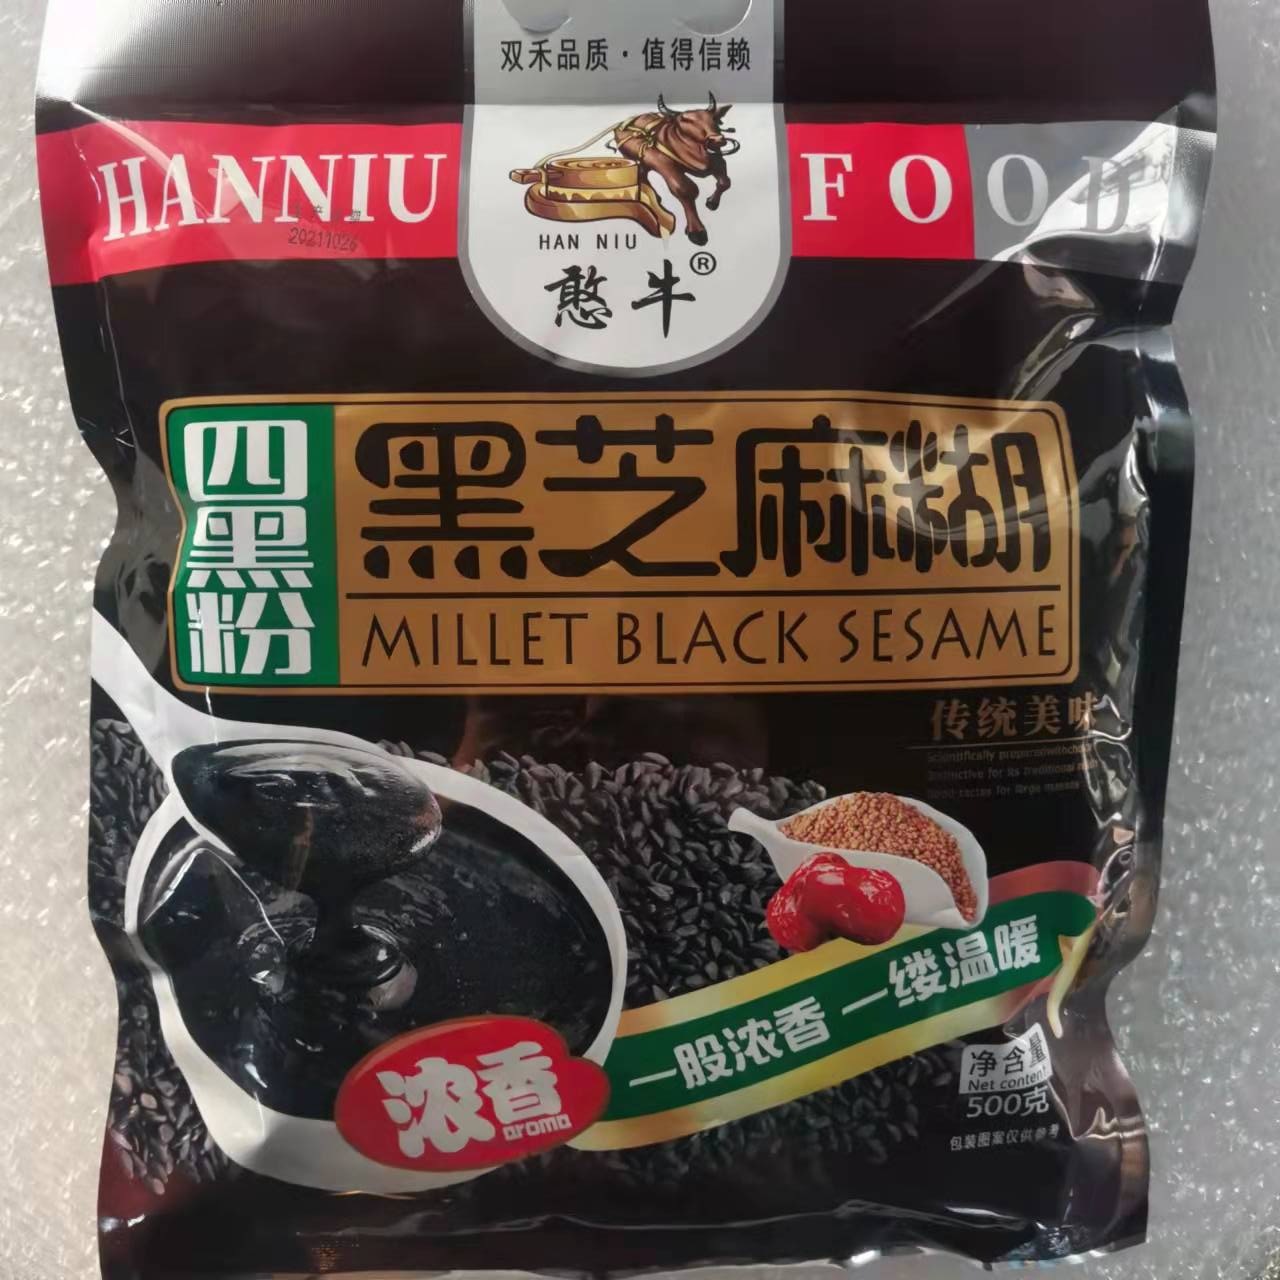 双禾品质·值得信赖
HANNIU
FOOD
20211026
HAN NIU
憨牛®
四黑粉
黑芝麻糊
MILLET BLACK SESAME
传统美味
一股浓香 一缕温暖
浓香
aroma
净含量
Net content
500克
包装图案仅供参考